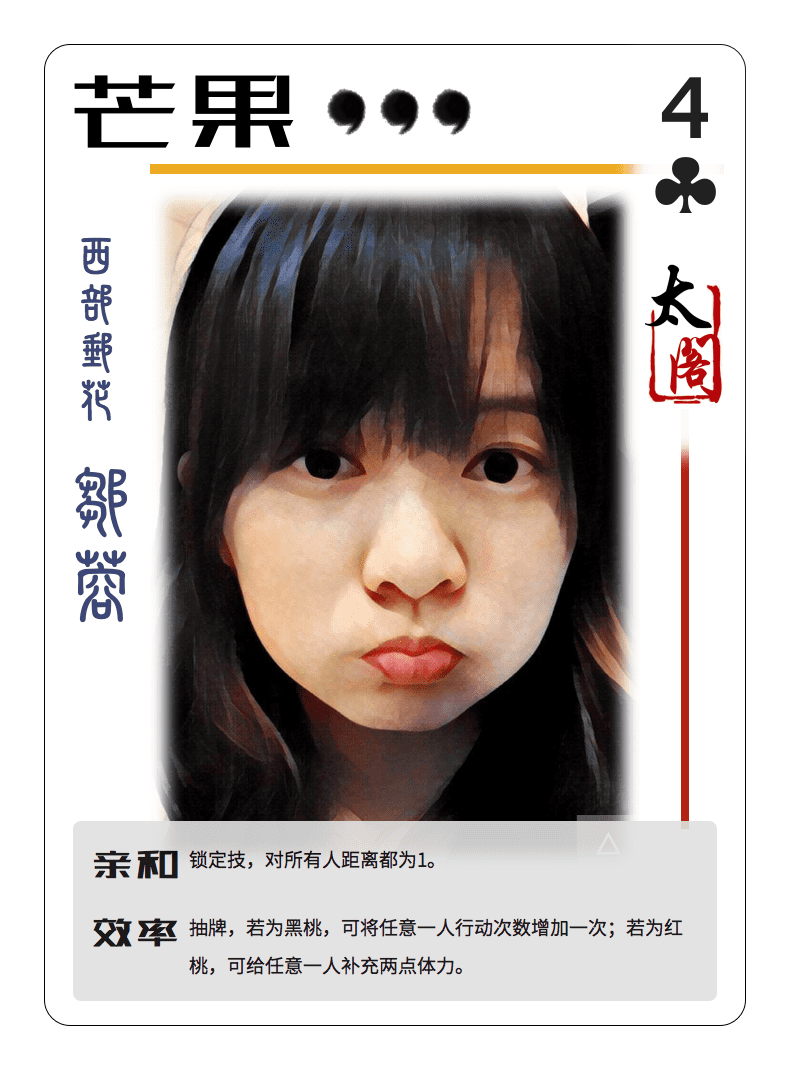 芒果
4
太
阁
西部郵花
鄒蓉
亲和 锁定技，对所有人距离都为1。
效率 抽牌，若为黑桃，可将任意一人行动次数增加一次；若为红
桃，可给任意一人补充两点体力。